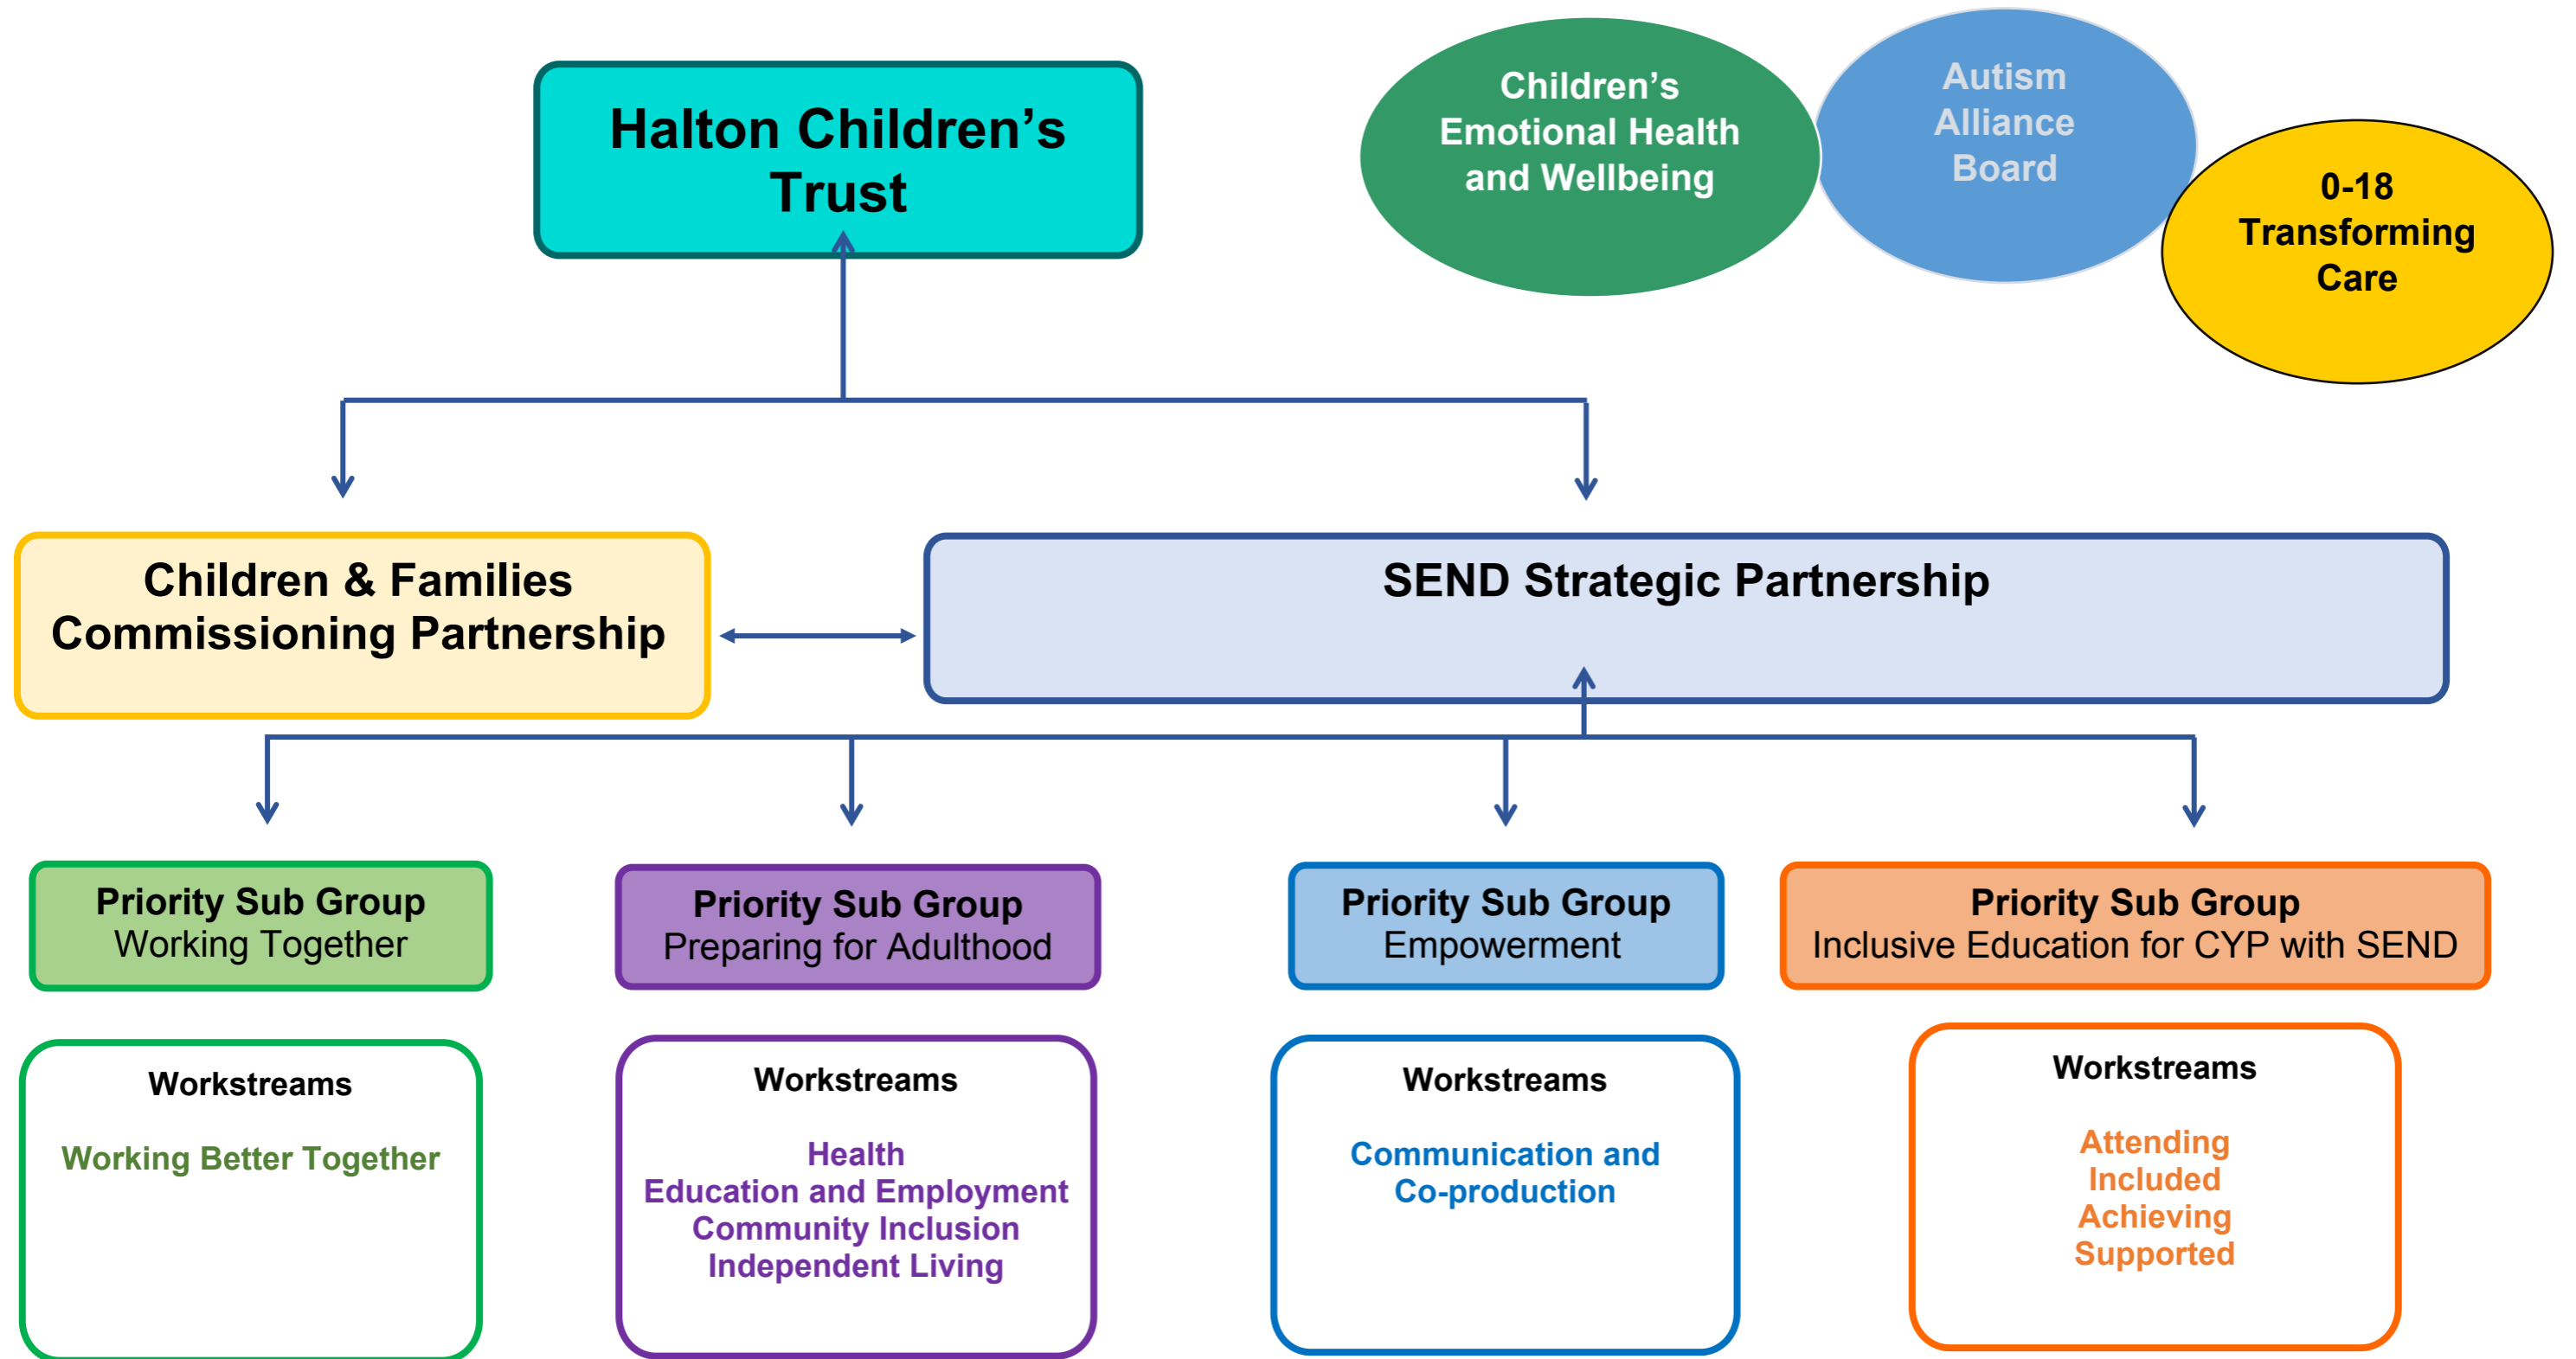 Halton Children’s
Trust
Children’s
Emotional Health
and Wellbeing
Autism
Alliance
Board
0-18
Transforming
Care
Children & Families
Commissioning Partnership
SEND Strategic Partnership
Priority Sub Group
Working Together
Priority Sub Group
Preparing for Adulthood
Priority Sub Group
Empowerment
Priority Sub Group
Inclusive Education for CYP with SEND
Workstreams
Working Better Together
Workstreams
Health
Education and Employment
Community Inclusion
Independent Living
Workstreams
Communication and
Co-production
Workstreams
Attending
Included
Achieving
Supported